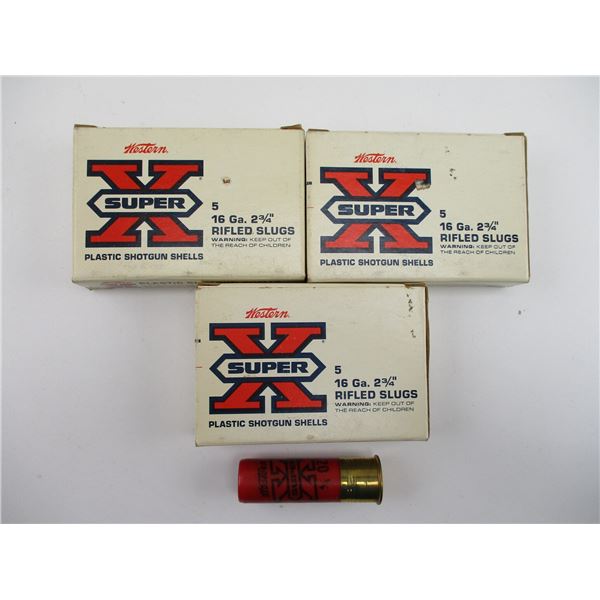 Western
X
SUPER
5
16 Ga. 2¾"
RIFLED SLUGS
WARNING: KEEP OUT OF
THE REACH OF CHILDREN
PLASTIC SHOTGUN SHELLS
Western
X
SUPER
5
16 Ga. 2¾"
RIFLED SLUGS
WARNING: KEEP OUT OF
THE REACH OF CHILDREN
PLASTIC SHOTGUN SHELLS
Western
X
SUPER
5
16 Ga. 2¾"
RIFLED SLUGS
WARNING: KEEP OUT OF
THE REACH OF CHILDREN
PLASTIC SHOTGUN SHELLS